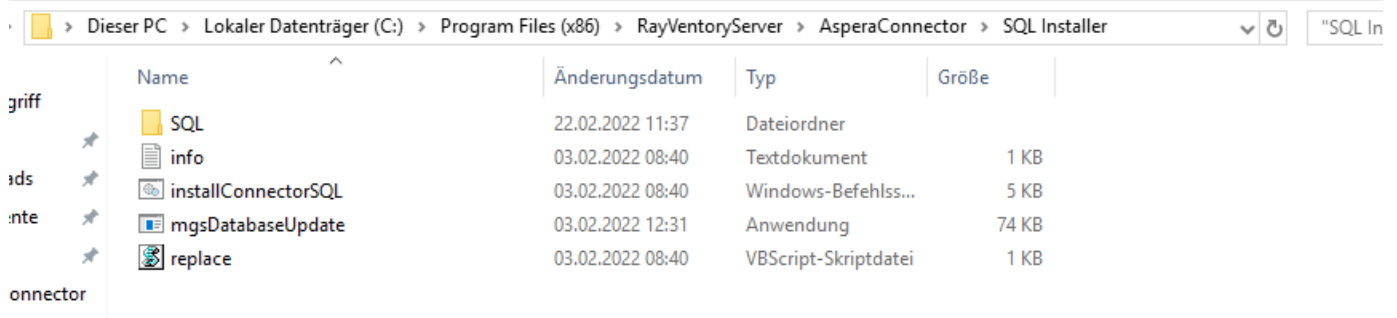 Dieser PC > Lokaler Datenträger (C:) > Program Files (x86) > RayVentoryServer > AsperaConnector > SQL Installer "SQL In
Name Änderungsdatum Typ Größe
griff
SQL 22.02.2022 11:37 Dateiordner
info 03.02.2022 08:40 Textdokument 1 KB
ads
installConnectorSQL 03.02.2022 08:40 Windows-Befehlss... 5 KB
ente
mgsDatabaseUpdate 03.02.2022 12:31 Anwendung 74 KB
replace 03.02.2022 08:40 VBScript-Skriptdatei 1 KB
onnector